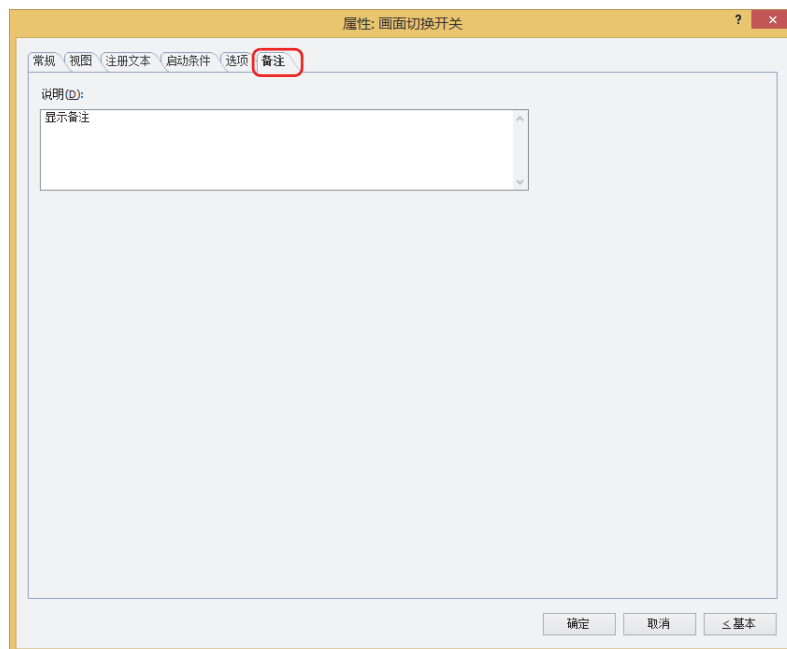 属性: 画面切换开关
? ×
常规 视图 注册文本 启动条件 选项 备注
说明(D):
显示备注
确定 取消 <基本